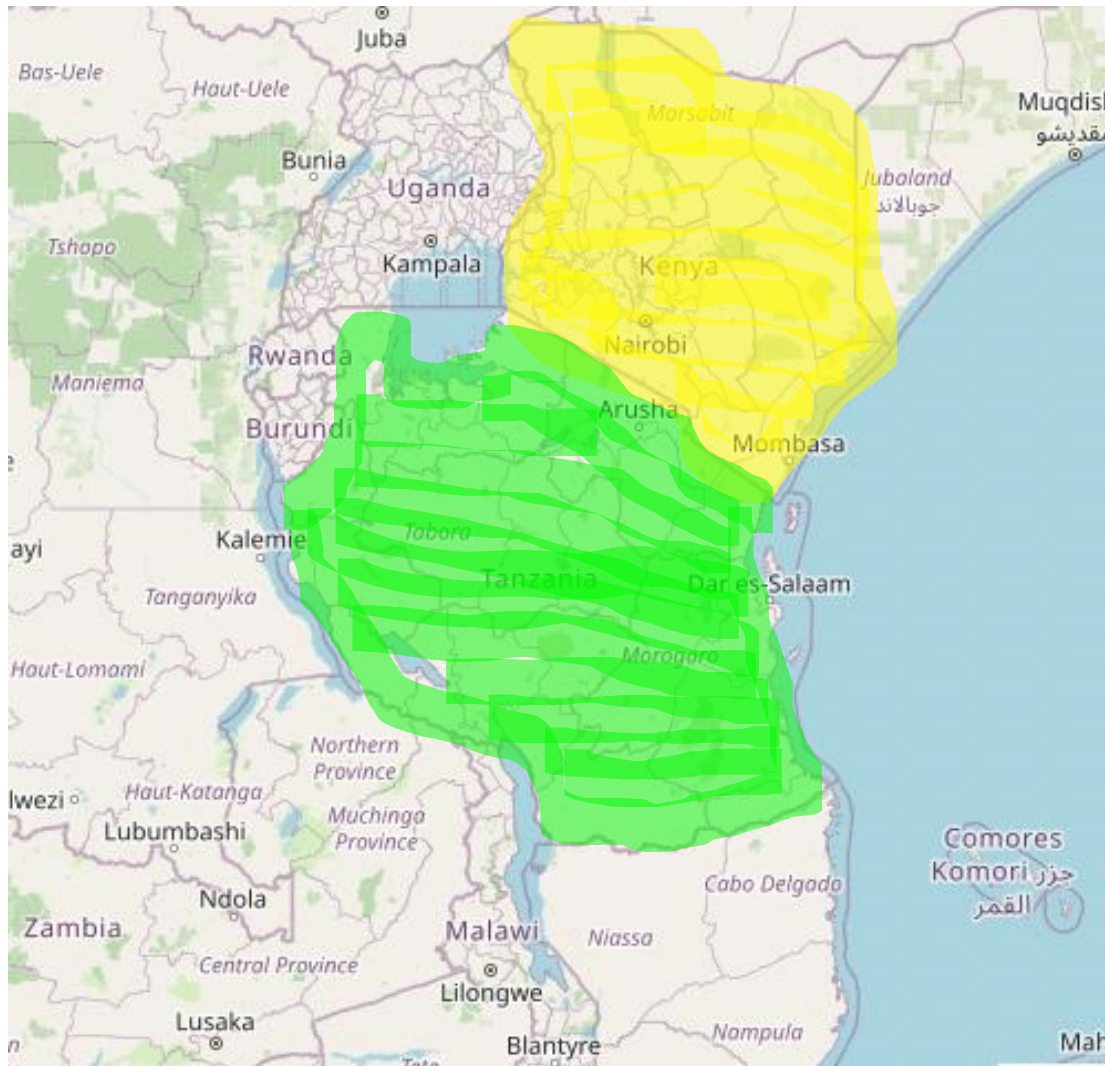 Juba
Bas-Uele
Haut-Uele
Marsabit
Bunia
Uganda
Jubaland
جوبالاند
Tshopo
Kampala
Kenya
Nairobi
Rwanda
Maniema
Arusha
Burundi
Mombasa
Kalemie
Tabora
Tanzania
Dar es-Salaam
Tanganyika
Morogoro
Haut-Lomami
Northern
Province
Haut-Katanga
Muchinga
Province
lwezi
Lubumbashi
Comores
Komori جزر
القمر
Cabo Delgado
Ndola
Zambia
Malawi
Niassa
Central Province
Lilongwe
Lusaka
Nampula
Blantyre
Mah